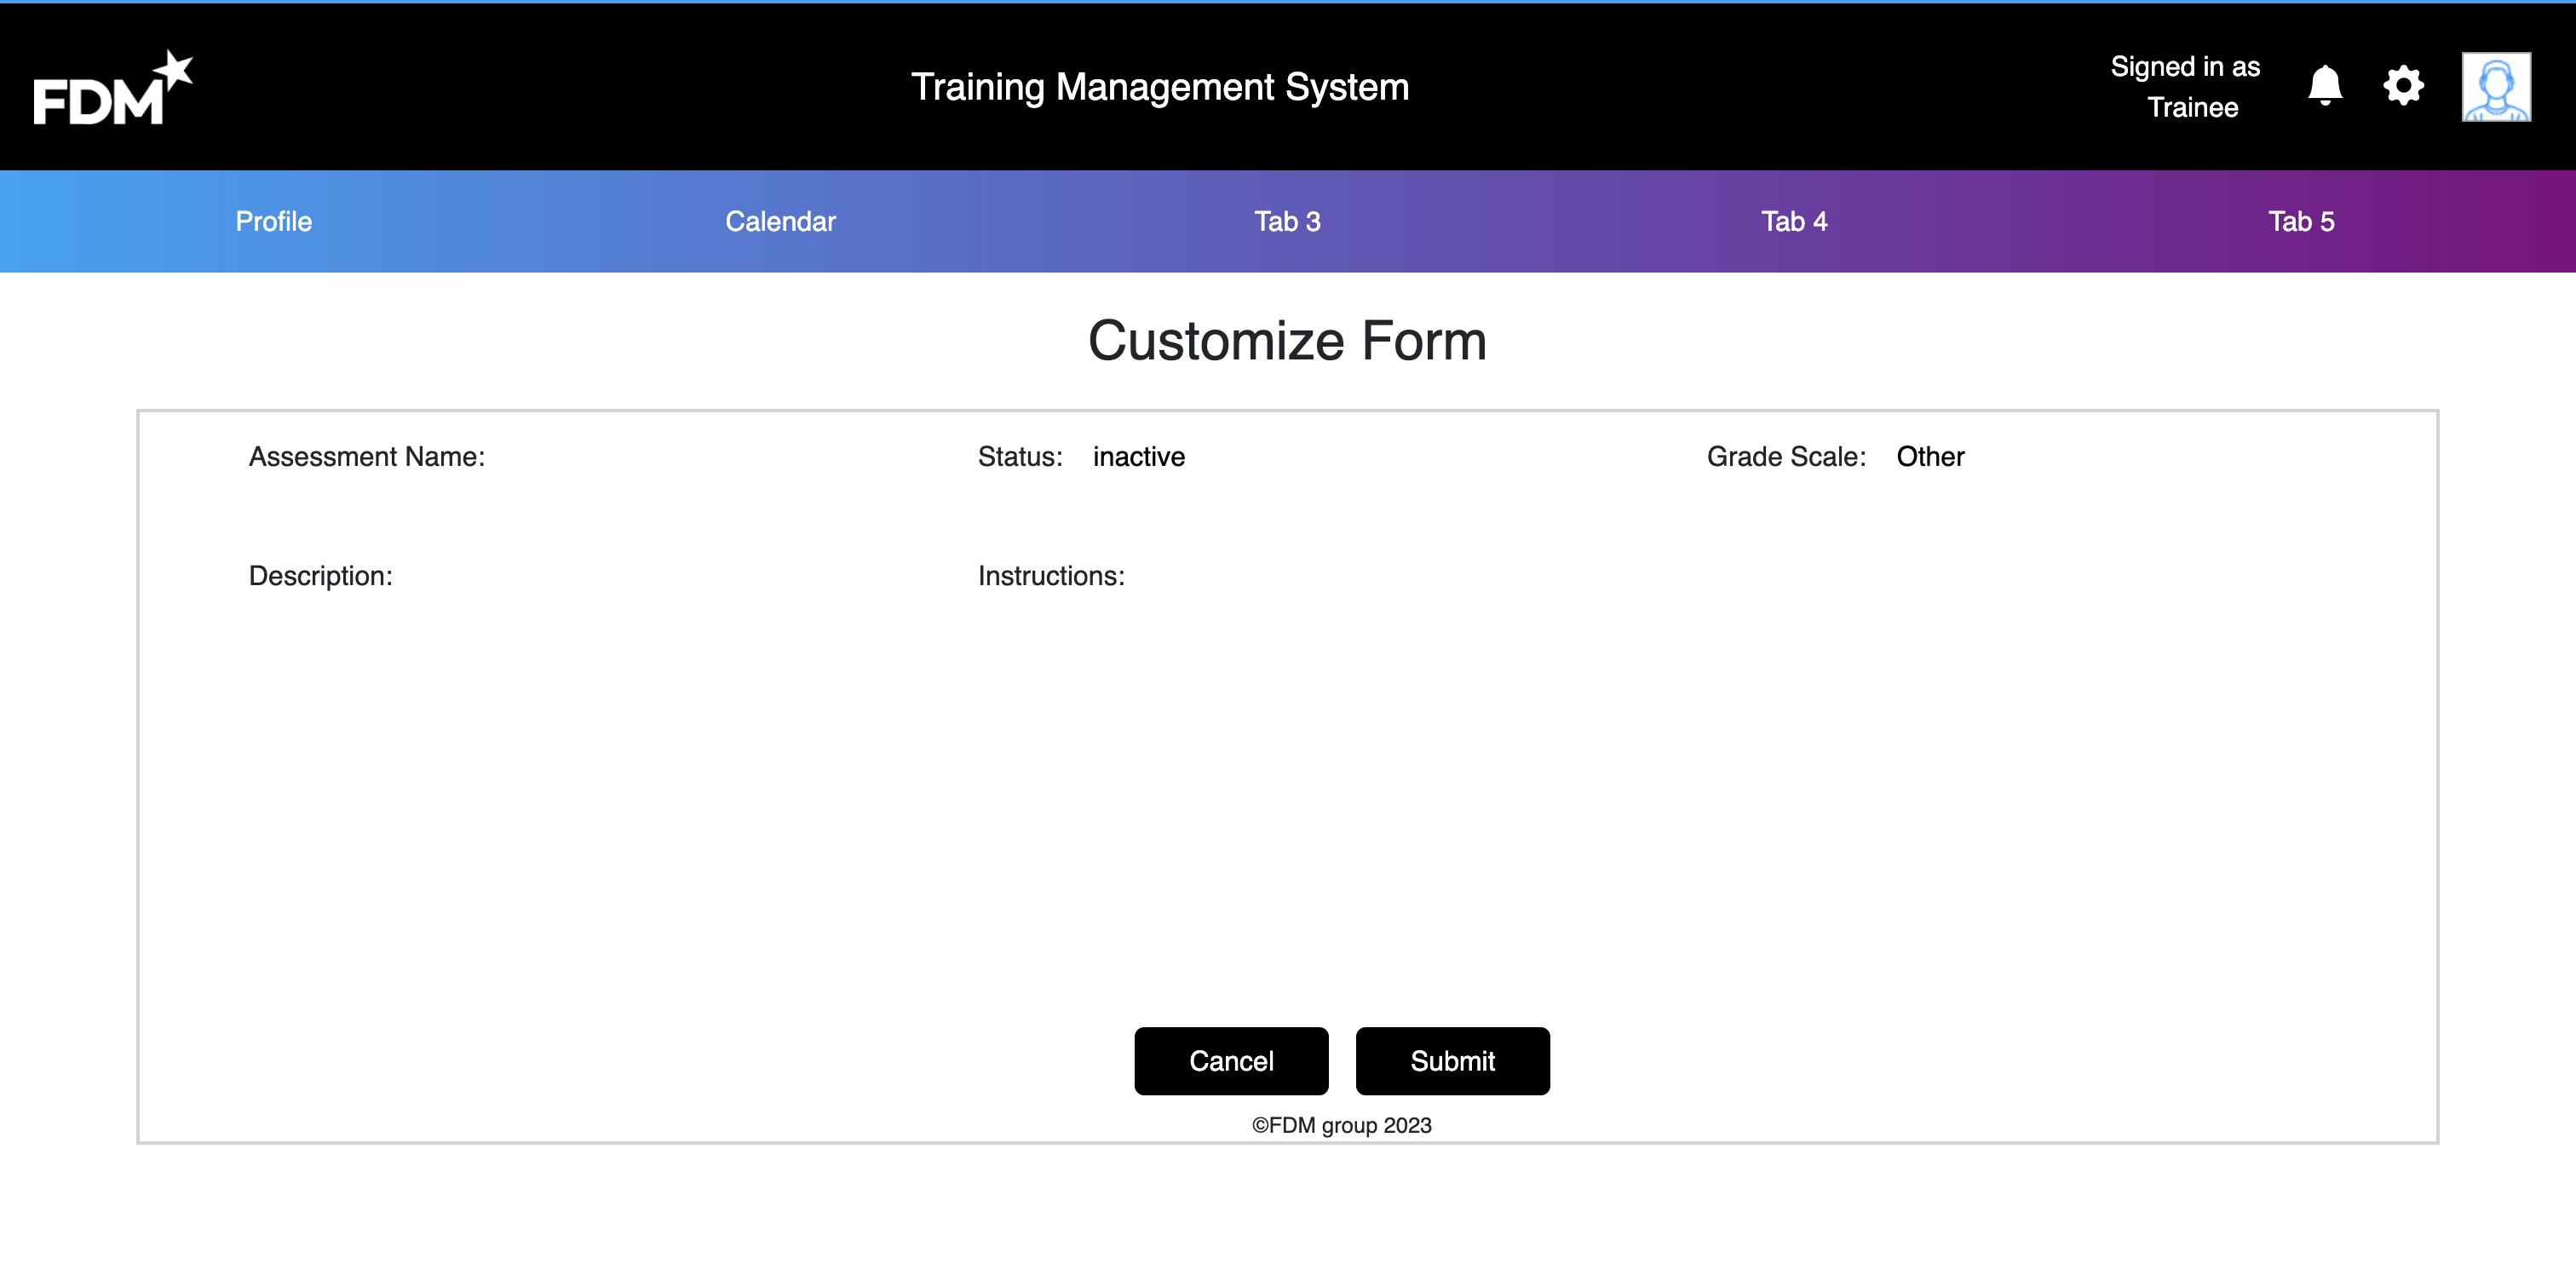 FDM
Training Management System
Signed in as
Trainee
Profile
Calendar
Tab 3
Tab 4
Tab 5
Customize Form
Assessment Name:
Status: inactive
Grade Scale: Other
Description:
Instructions:
Cancel
Submit
©FDM group 2023